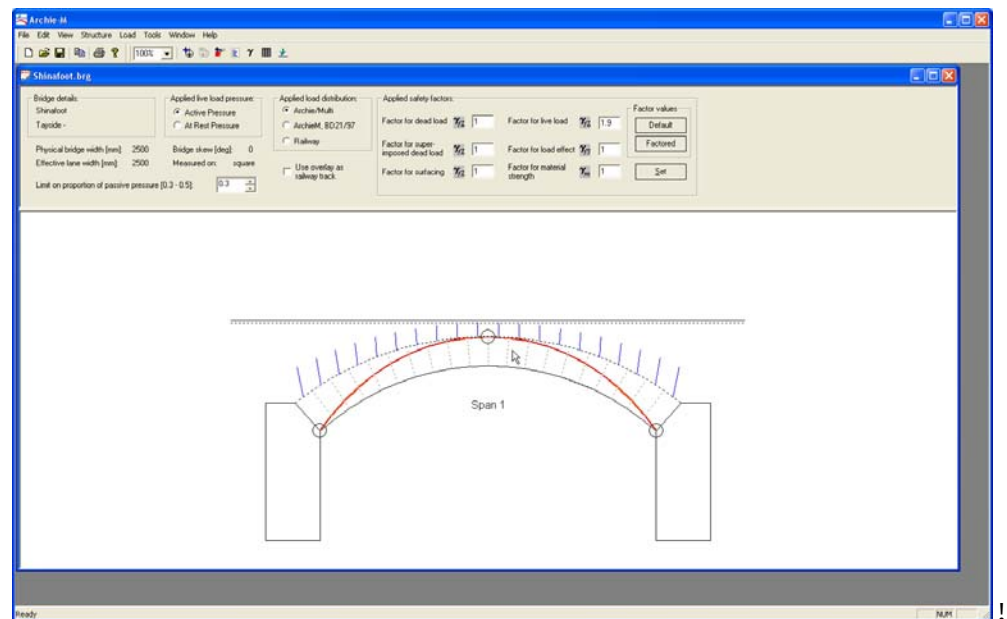 Archie-M
File Edit View Structure Load Tools Window Help
100%
Shinafoot.brg
Bridge details:
Shinafoot
Tayside -
Physical bridge width [mm]: 2500
Bridge skew [deg]: 0
Effective lane width [mm]: 2500
Measured on: square
Limit on proportion of passive pressure [0.3 - 0.5]: 0.3
Applied live load pressure:
Active Pressure
At Rest Pressure
Applied load distribution:
Archie/Multi
ArchieM, BD21/97
Railway
Use overlay as
railway track.
Applied safety factors:
Factor for dead load 1
Factor for live load 1.9
Factor for super-
imposed dead load 1
Factor for load effect 1
Factor for surfacing 1
Factor for material
strength 1
Factor values
Default
Factored
Set
Span 1
Ready
NUM
!